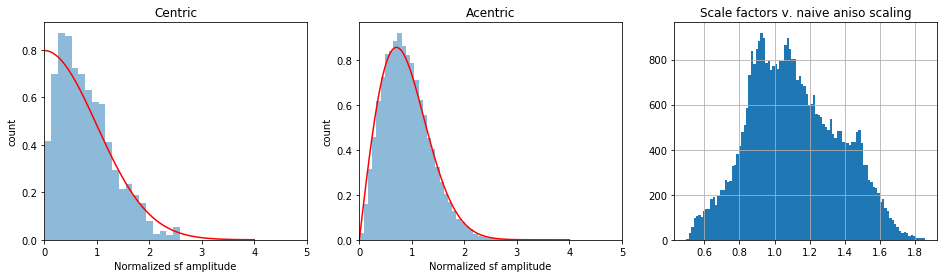 Centric
count
0.8
0.6
0.4
0.2
0.0
0 1 2 3 4 5
Normalized sf amplitude
Acentric
count
0.8
0.6
0.4
0.2
0.0
0 1 2 3 4 5
Normalized sf amplitude
Scale factors v. naive aniso scaling
800
600
400
200
0
0.6 0.8 1.0 1.2 1.4 1.6 1.8